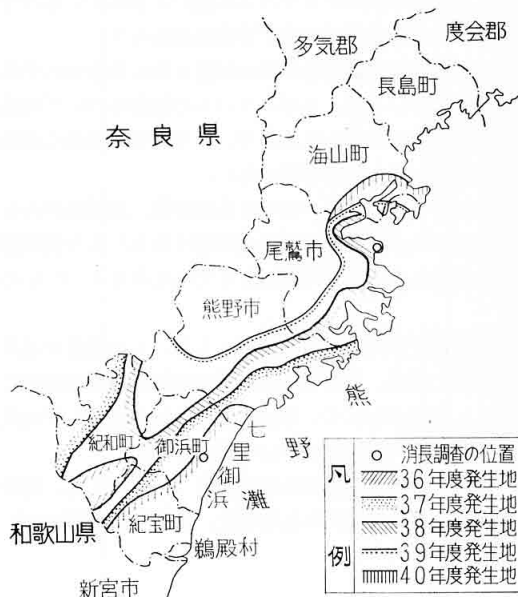 度会郡
多気郡
長島町
奈良県
海山町
尾鷲市
熊野市
熊野灘
七里御浜
紀和町
御浜町
和歌山県
紀宝町
鵜殿村
新宮市
凡例
消長調査の位置
36年度発生地
37年度発生地
38年度発生地
39年度発生地
40年度発生地